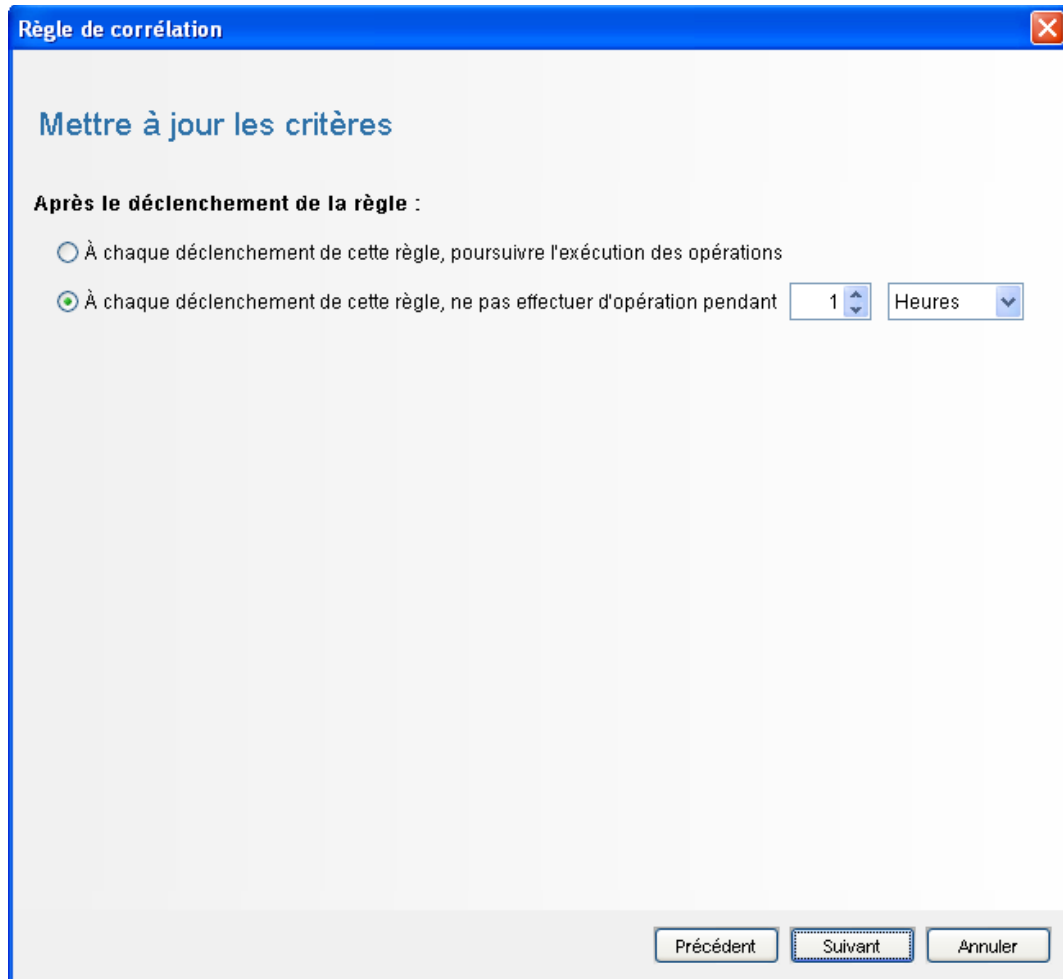 Règle de corrélation
Mettre à jour les critères
Après le déclenchement de la règle :
À chaque déclenchement de cette règle, poursuivre l'exécution des opérations
À chaque déclenchement de cette règle, ne pas effectuer d'opération pendant 1 Heures
Précédent Suivant Annuler